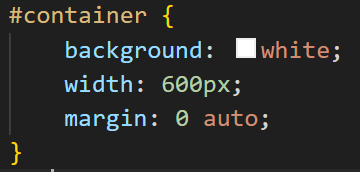 #container {
background: white;
width: 600px;
margin: 0 auto;
}